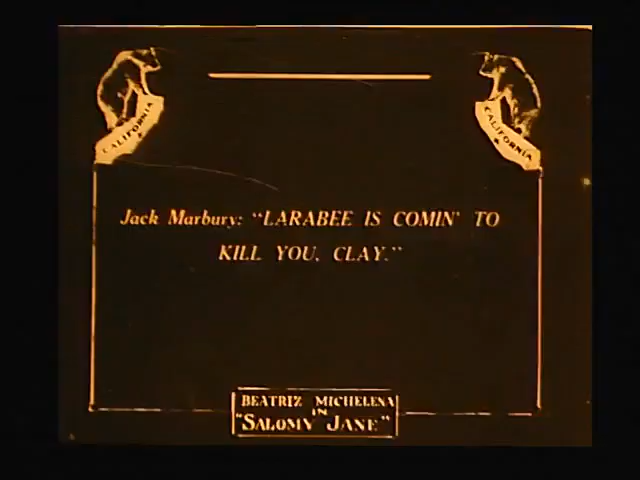 CALIFORNIA
CALIFORNIA
Jack Marbury: "LARABEE IS COMIN' TO
KILL YOU, CLAY."
BEATRIZ MICHELENA
IN
"SALOMY JANE"